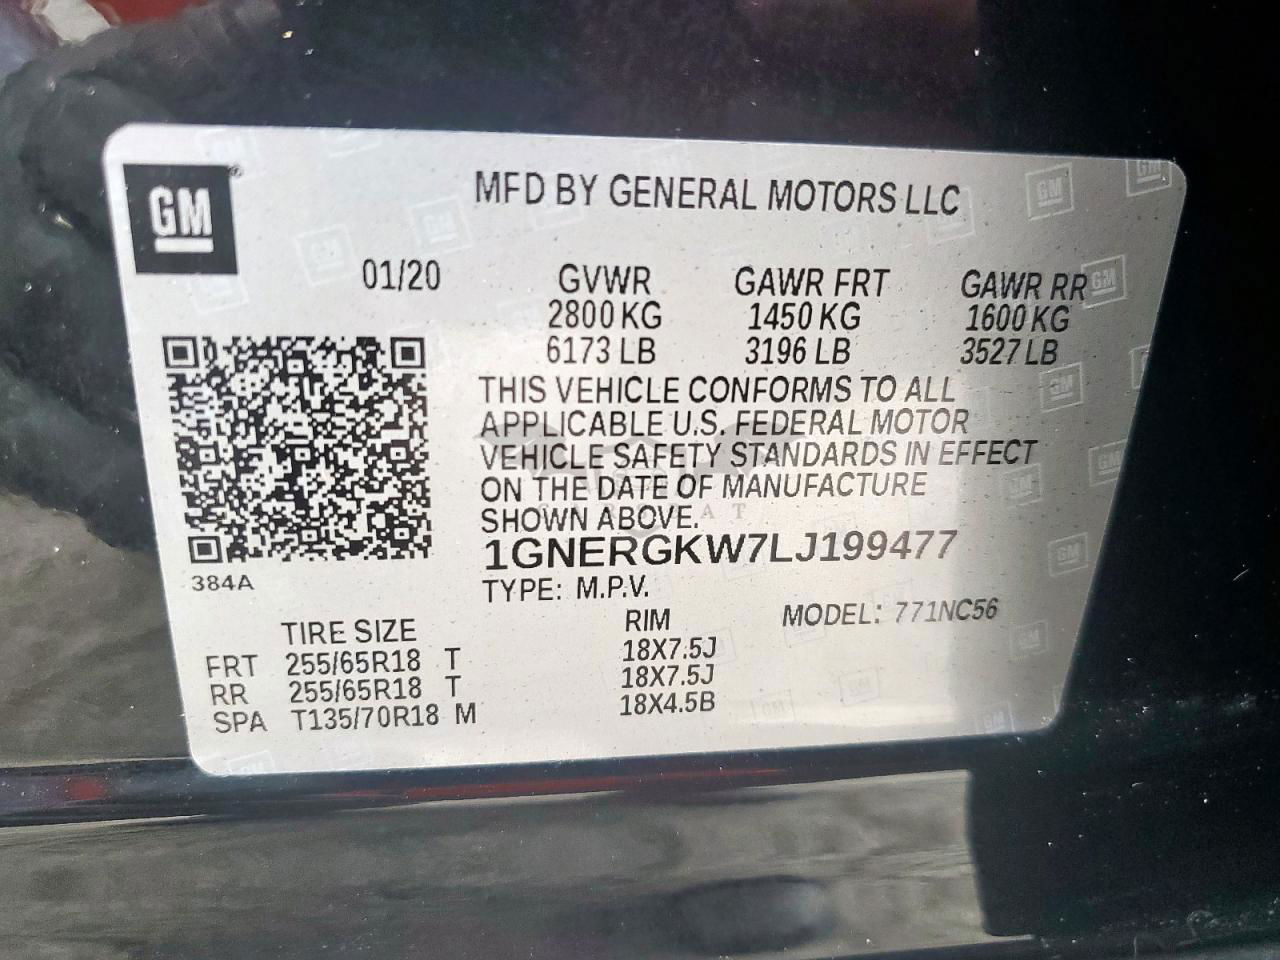 GM
MFD BY GENERAL MOTORS LLC
01/20 GVWR GAWR FRT GAWR RR
2800 KG 1450 KG 1600 KG
6173 LB 3196 LB 3527 LB
THIS VEHICLE CONFORMS TO ALL
APPLICABLE U.S. FEDERAL MOTOR
VEHICLE SAFETY STANDARDS IN EFFECT
ON THE DATE OF MANUFACTURE
SHOWN ABOVE.
1GNERGKW7LJ199477
384A
TYPE: M.P.V.
MODEL: 771NC56
TIRE SIZE RIM
FRT 255/65R18 T 18X7.5J
RR 255/65R18 T 18X7.5J
SPA T135/70R18 M 18X4.5B